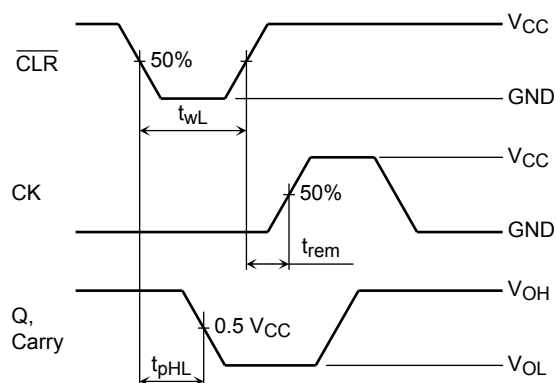 VCC
CLR
50%
GND
twL
VCC
CK
50%
trem
GND
VOH
Q,
Carry
0.5 VCC
tpHL
VOL